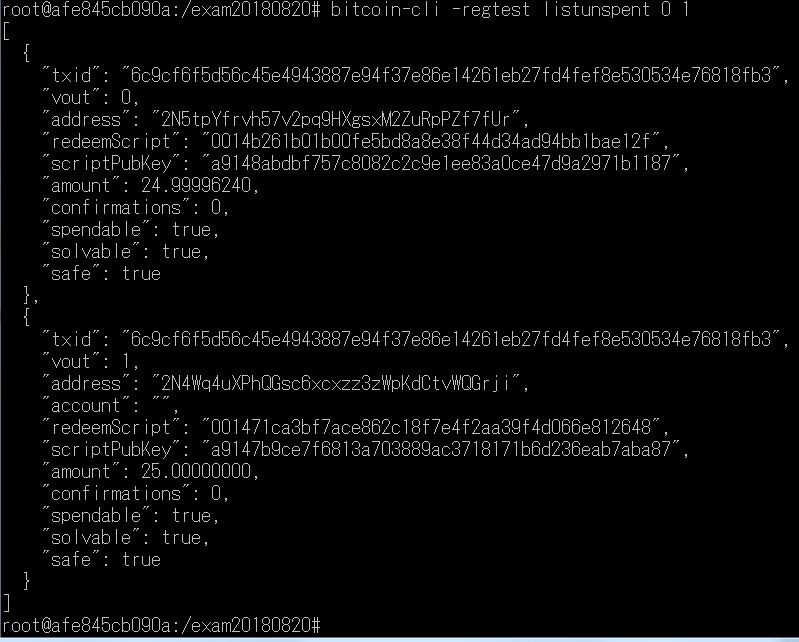 root@afe845cb090a:/exam20180820# bitcoin-cli -regtest listunspent 0 1
[
  {
    "txid": "6c9cf6f5d56c45e4943887e94f37e86e14261eb27fd4fef8e530534e76818fb3",
    "vout": 0,
    "address": "2N5tpYfrvh57v2pq9HXgsxM2ZuRpPZf7fUr",
    "redeemScript": "0014b261b01b00fe5bd8a8e38f44d34ad94bb1bae12f",
    "scriptPubKey": "a9148abdbf757c8082c2c9e1ee83a0ce47d9a2971b1187",
    "amount": 24.99996240,
    "confirmations": 0,
    "spendable": true,
    "solvable": true,
    "safe": true
  },
  {
    "txid": "6c9cf6f5d56c45e4943887e94f37e86e14261eb27fd4fef8e530534e76818fb3",
    "vout": 1,
    "address": "2N4Wq4uXPhQGsc6xcxzz3zWpKdCtvWQGrji",
    "account": "",
    "redeemScript": "001471ca3bf7ace862c18f7e4f2aa39f4d066e812648",
    "scriptPubKey": "a9147b9ce7f6813a703889ac3718171b6d236eab7aba87",
    "amount": 25.00000000,
    "confirmations": 0,
    "spendable": true,
    "solvable": true,
    "safe": true
  }
]
root@afe845cb090a:/exam20180820#